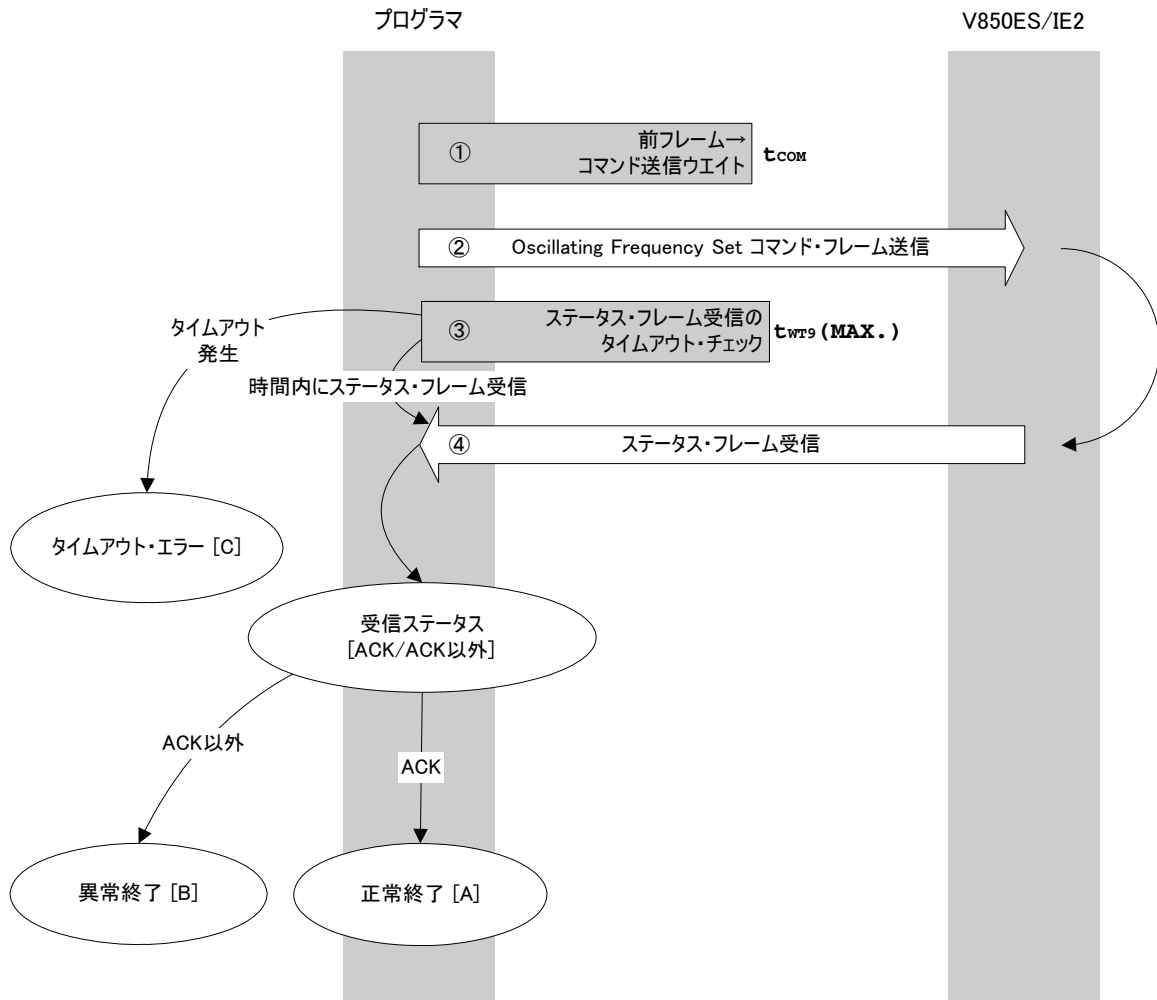 プログラマ
V850ES/IE2
①
前フレーム→
コマンド送信ウエイト
tCOM
② Oscillating Frequency Set コマンド・フレーム送信
③
ステータス・フレーム受信の
タイムアウト・チェック
tWT9(MAX.)
タイムアウト
発生
時間内にステータス・フレーム受信
④ ステータス・フレーム受信
タイムアウト・エラー [C]
受信ステータス
[ACK/ACK以外]
ACK以外
ACK
異常終了 [B]
正常終了 [A]